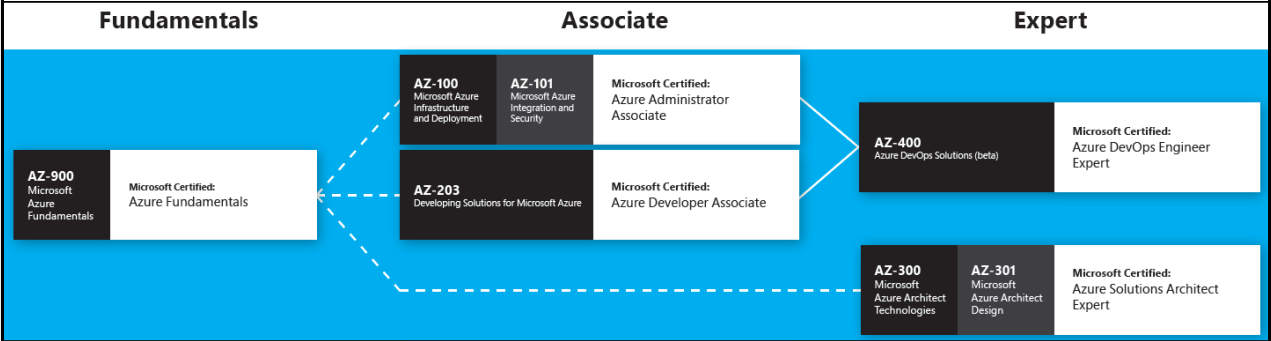 Fundamentals
Associate
Expert
AZ-900
Microsoft
Azure
Fundamentals
Microsoft Certified:
Azure Fundamentals
AZ-100
Microsoft Azure
Infrastructure
and Deployment
AZ-101
Microsoft Azure
Integration and
Security
Microsoft Certified:
Azure Administrator
Associate
AZ-203
Developing Solutions for Microsoft Azure
Microsoft Certified:
Azure Developer Associate
AZ-400
Azure DevOps Solutions (beta)
Microsoft Certified:
Azure DevOps Engineer
Expert
AZ-300
Microsoft
Azure Architect
Technologies
AZ-301
Microsoft
Azure Architect
Design
Microsoft Certified:
Azure Solutions Architect
Expert